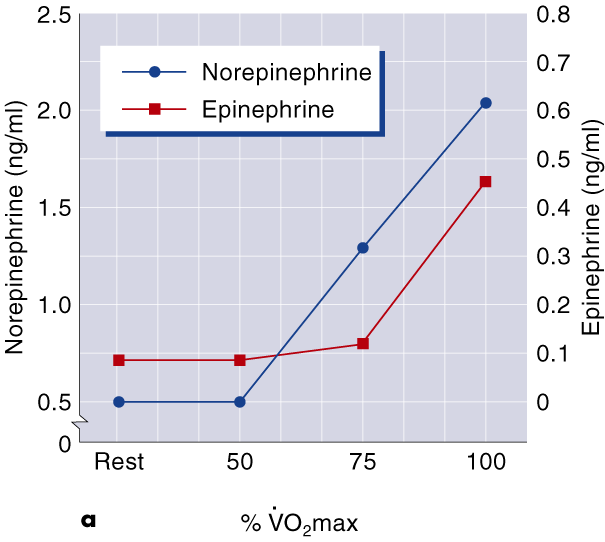 2.5
2.0
1.5
1.0
0.5
0
Norepinephrine (ng/ml)
Norepinephrine
Epinephrine
0.8
0.7
0.6
0.5
0.4
0.3
0.2
0.1
0
Epinephrine (ng/ml)
Rest 50 75 100
a % V̇O₂max